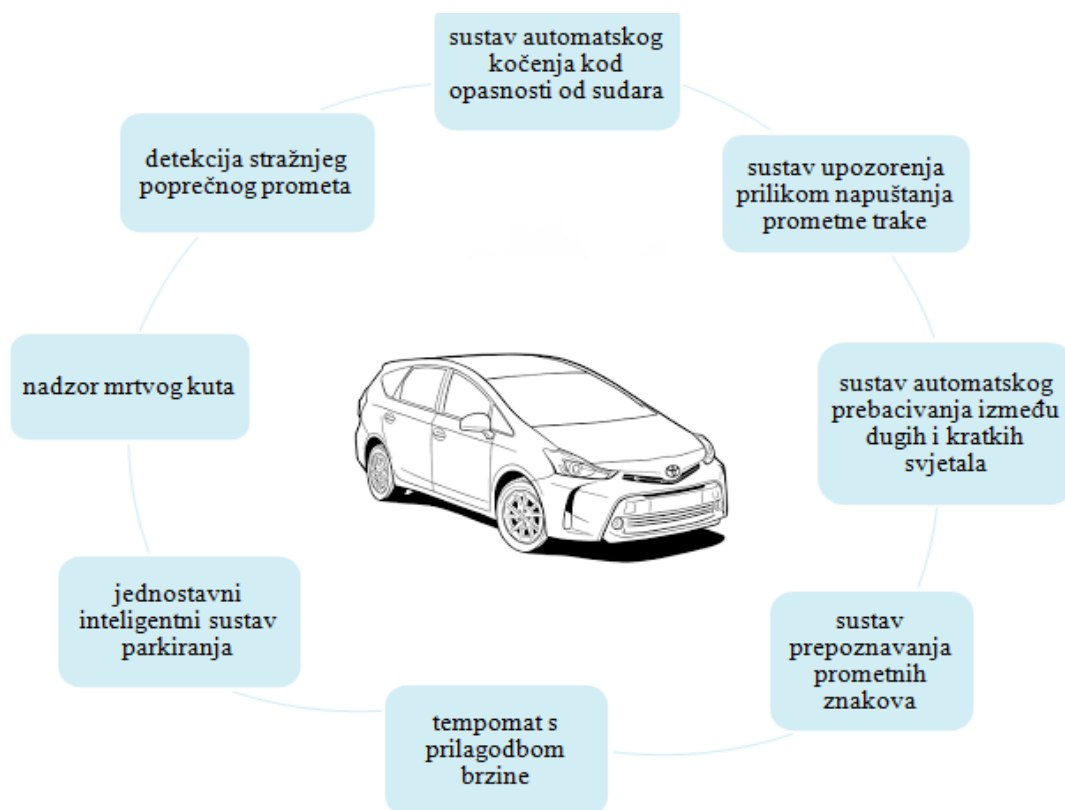 sustav automatskog
kočenja kod
opasnosti od sudara
sustav upozorenja
prilikom napuštanja
prometne trake
sustav automatskog
prebacivanja između
dugih i kratkih
svjetala
sustav
prepoznavanja
prometnih
znakova
tempomat s
prilagodbom
brzine
jednostavni
inteligentni sustav
parkiranja
nadzor mrtvog kuta
detekcija stražnjeg
poprečnog prometa